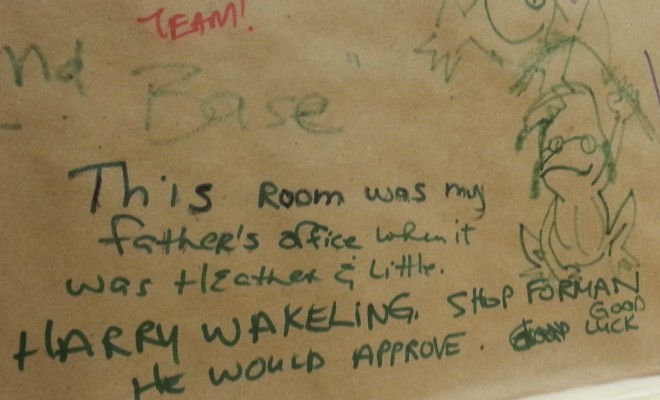 TEAM!
nd Base"
This Room was my
father's office when it
was Heather & Little.
HARRY WAKELING. SHOP FORMAN
HE WOULD APPROVE. GOOD
LUCK